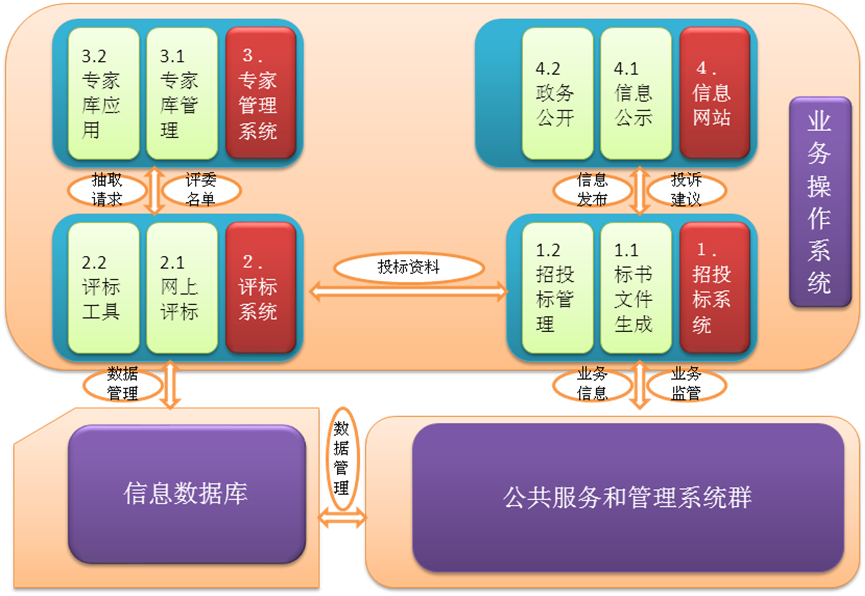 3.2
专家
库应
用
3.1
专家
库管
理
3.
专家
管理
系统
4.2
政务
公开
4.1
信息
公示
4.
信息
网站
业
务
操
作
系
统
抽取
请求
评委
名单
信息
发布
投诉
建议
2.2
评标
工具
2.1
网上
评标
2.
评标
系统
投标资料
1.2
招投
标管
理
1.1
标书
文件
生成
1.
招投
标系
统
数据
管理
业务
信息
业务
监管
信息数据库
数
据
管
理
公共服务和管理系统群